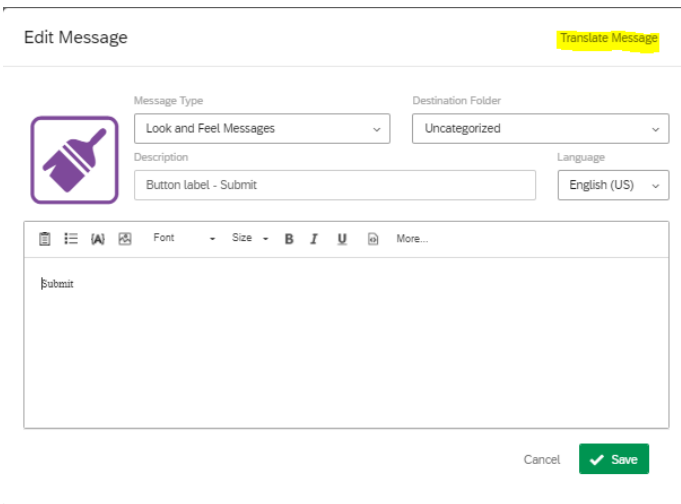 Edit Message
Translate Message
Message Type
Destination Folder
Look and Feel Messages
Uncategorized
Description
Language
Button label - Submit
English (US)
{A} Font Size B I U More...
Submit
Cancel
Save